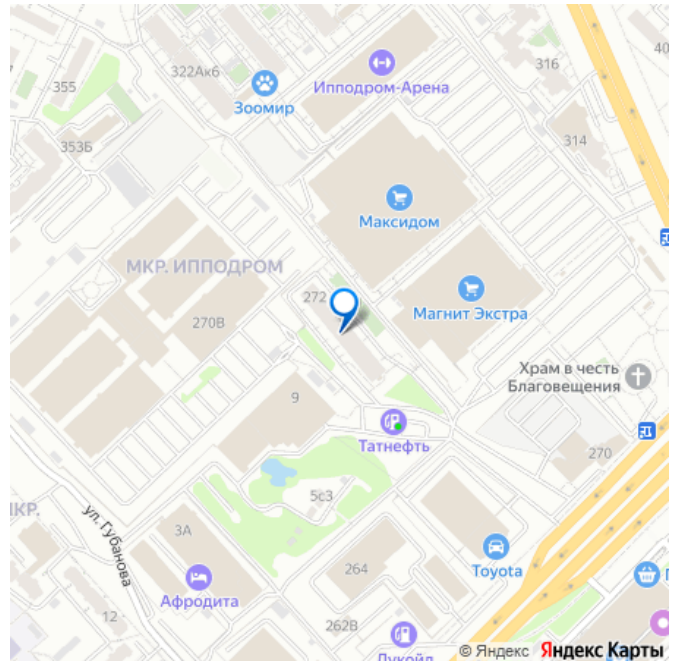 355
322Ак6
Зоомир
Ипподром-Арена
316
40
353Б
314
Максидом
МКР. ИППОДРОМ
272
270В
Магнит Экстра
Храм в честь
Благовещения
9
Татнефть
270
5с3
ул. Губанова
3А
264
Toyota
Афродита
12
262В
Лукойл
© Яндекс Яндекс Карты